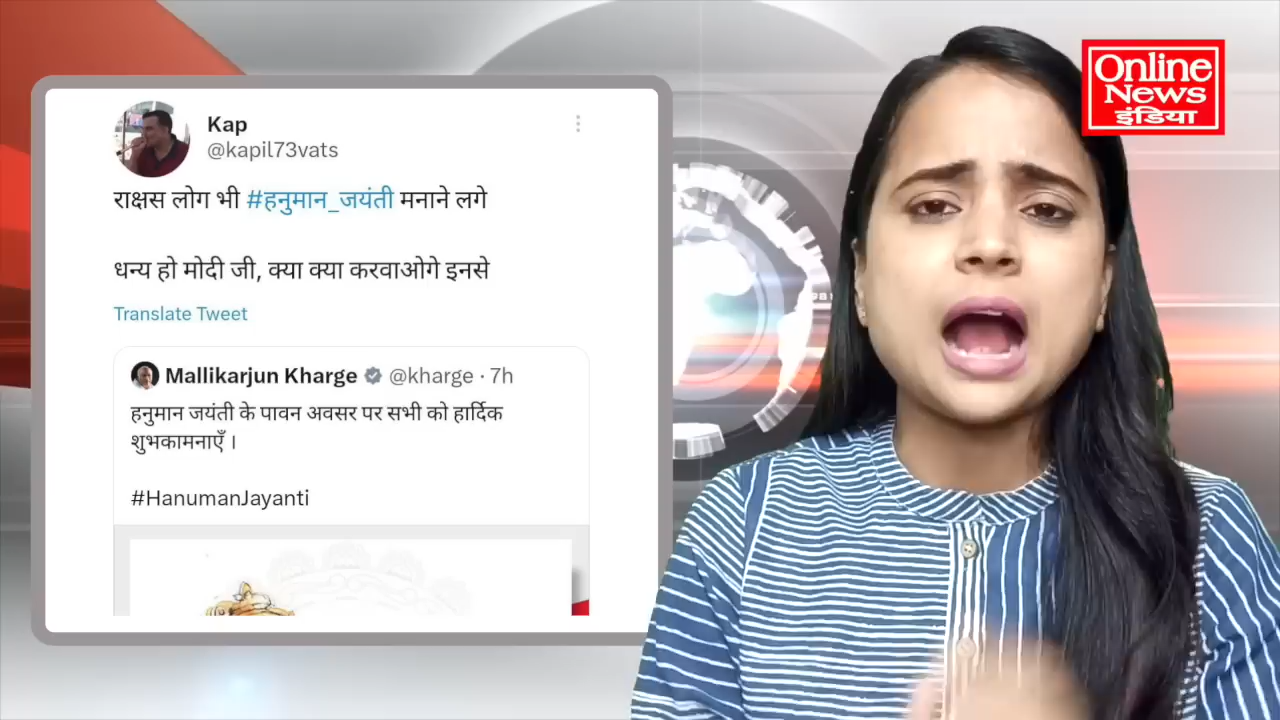 Kap
@kapil73vats
राक्षस लोग भी #हनुमान_जयंती मनाने लगे
धन्य हो मोदी जी, क्या क्या करवाओगे इनसे
Translate Tweet
Mallikarjun Kharge @kharge · 7h
हनुमान जयंती के पावन अवसर पर सभी को हार्दिक
शुभकामनाएँ ।
#HanumanJayanti
Online
News
इंडिया